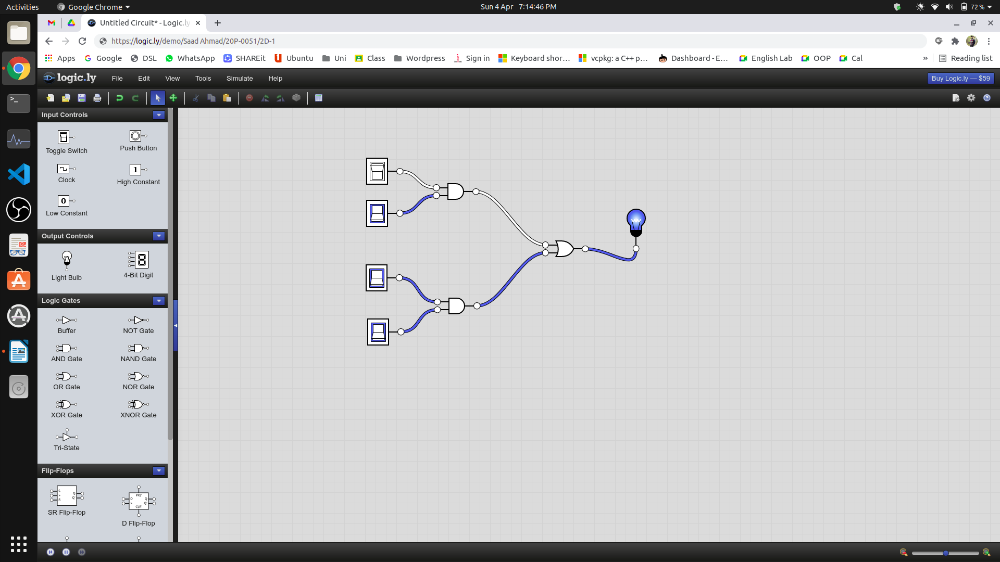 Activities Google Chrome Sun 4 Apr 7:14:46 PM 72 %
Untitled Circuit* - Logic.ly
https://logic.ly/demo/Saad Ahmad/20P-0051/2D-1
Apps Google DSL WhatsApp SHAREit Ubuntu Uni Class Wordpress Sign in Keyboard shor... vcpkg: a C++ p... Dashboard - E... English Lab OOP Cal » Reading list
logic.ly File Edit View Tools Simulate Help Buy Logic.ly — $59
Input Controls
Toggle Switch Push Button
1
Clock High Constant
0
Low Constant
Output Controls
Light Bulb 4-Bit Digit
Logic Gates
Buffer NOT Gate
AND Gate NAND Gate
OR Gate NOR Gate
XOR Gate XNOR Gate
Tri-State
Flip-Flops
S Q > R Q'
PRE' D Q > Q' CLR'
SR Flip-Flop
D Flip-Flop